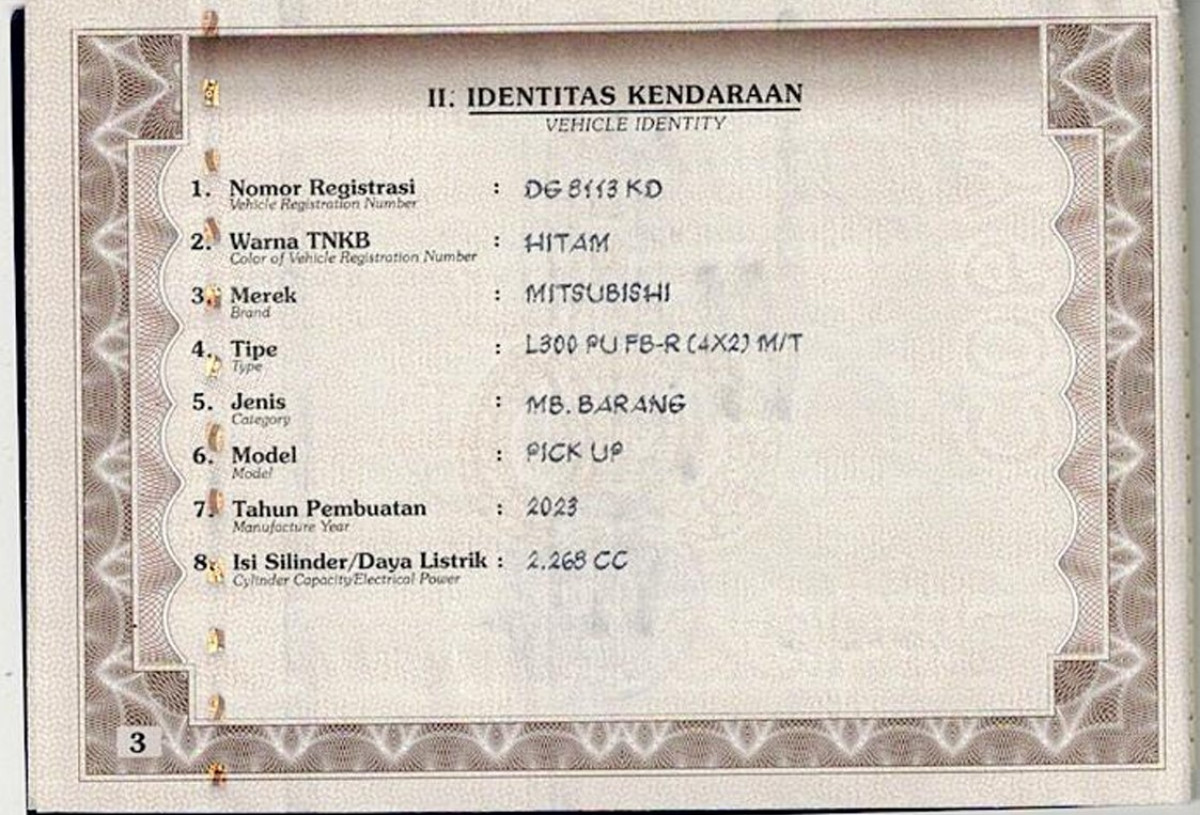 II. IDENTITAS KENDARAAN
VEHICLE IDENTITY
1. Nomor Registrasi : DG 8113 KD
Vehicle Registration Number
2. Warna TNKB : HITAM
Color of Vehicle Registration Number
3. Merek : MITSUBISHI
Brand
4. Tipe : L300 PU FB-R (4X2) M/T
Type
5. Jenis : MB. BARANG
Category
6. Model : PICK UP
Model
7. Tahun Pembuatan : 2023
Manufacture Year
8. Isi Silinder/Daya Listrik : 2.268 CC
Cylinder Capacity/Electrical Power
3